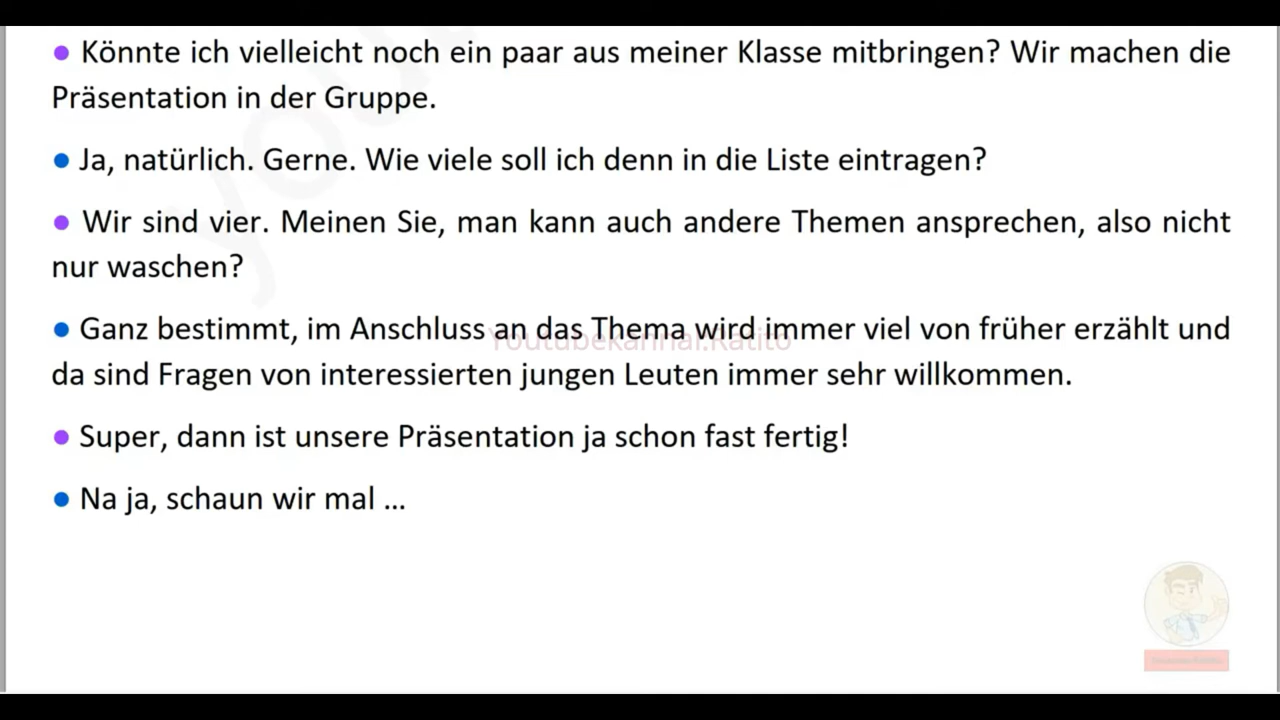 ● Könnte ich vielleicht noch ein paar aus meiner Klasse mitbringen? Wir machen die
Präsentation in der Gruppe.
● Ja, natürlich. Gerne. Wie viele soll ich denn in die Liste eintragen?
● Wir sind vier. Meinen Sie, man kann auch andere Themen ansprechen, also nicht
nur waschen?
● Ganz bestimmt, im Anschluss an das Thema wird immer viel von früher erzählt und
Youtubekannal.Ratito
da sind Fragen von interessierten jungen Leuten immer sehr willkommen.
● Super, dann ist unsere Präsentation ja schon fast fertig!
● Na ja, schaun wir mal ...